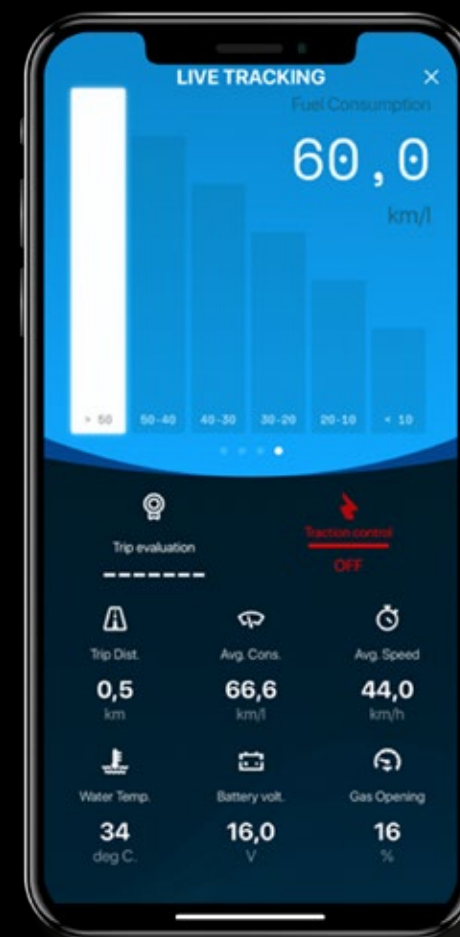 LIVE TRACKING
Fuel Consumption
60,0
km/l
> 50 50-40 40-30 30-20 20-10 < 10
Trip evaluation
Traction control
OFF
Trip Dist. Avg. Cons. Avg. Speed
0,5 66,6 44,0
km km/l km/h
Water Temp. Battery volt. Gas Opening
34 16,0 16
deg C. V %